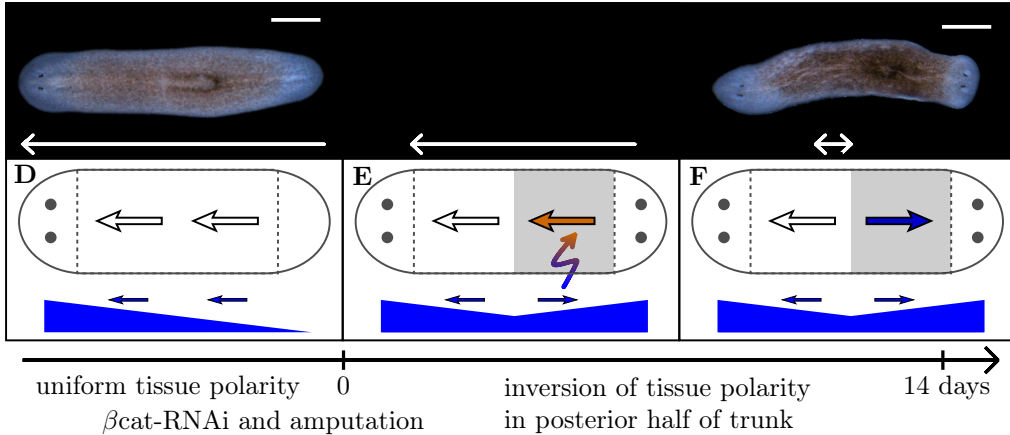 D
E
F
0
14 days
uniform tissue polarity
inversion of tissue polarity
βcat-RNAi and amputation
in posterior half of trunk